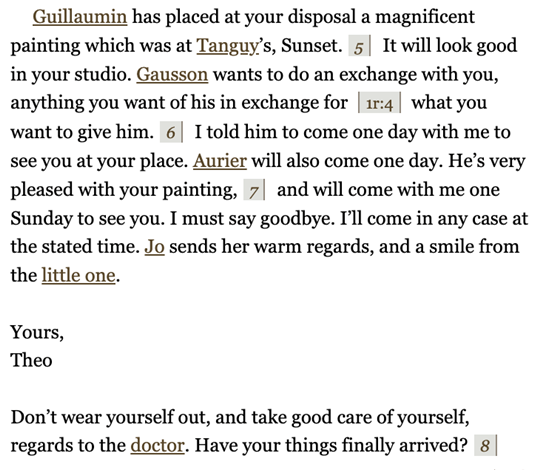 Guillaumin has placed at your disposal a magnificent
painting which was at Tanguy’s, Sunset. 5 It will look good
in your studio. Gausson wants to do an exchange with you,
anything you want of his in exchange for 1r:4 what you
want to give him. 6 I told him to come one day with me to
see you at your place. Aurier will also come one day. He’s very
pleased with your painting, 7 and will come with me one
Sunday to see you. I must say goodbye. I’ll come in any case at
the stated time. Jo sends her warm regards, and a smile from
the little one.
Yours,
Theo
Don’t wear yourself out, and take good care of yourself,
regards to the doctor. Have your things finally arrived? 8